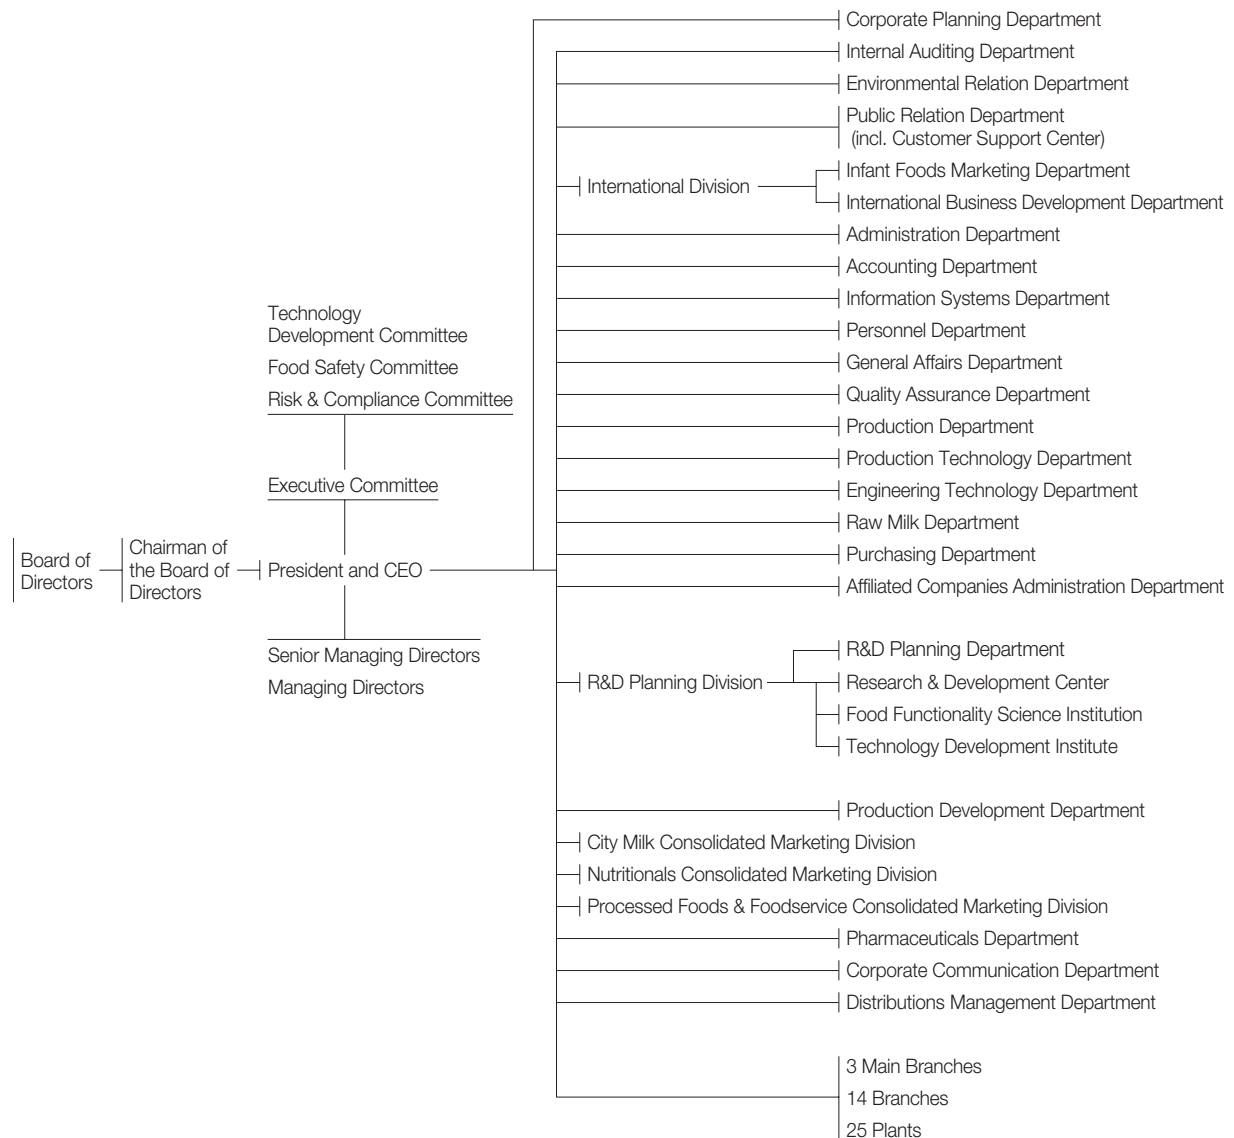 Corporate Planning Department
Internal Auditing Department
Environmental Relation Department
Public Relation Department
(incl. Customer Support Center)
International Division
Infant Foods Marketing Department
International Business Development Department
Administration Department
Accounting Department
Information Systems Department
Personnel Department
General Affairs Department
Quality Assurance Department
Production Department
Production Technology Department
Engineering Technology Department
Raw Milk Department
Purchasing Department
Affiliated Companies Administration Department
Technology
Development Committee
Food Safety Committee
Risk & Compliance Committee
Executive Committee
Board of
Directors
Chairman of
the Board of
Directors
President and CEO
Senior Managing Directors
Managing Directors
R&D Planning Division
R&D Planning Department
Research & Development Center
Food Functionality Science Institution
Technology Development Institute
Production Development Department
City Milk Consolidated Marketing Division
Nutritionals Consolidated Marketing Division
Processed Foods & Foodservice Consolidated Marketing Division
Pharmaceuticals Department
Corporate Communication Department
Distributions Management Department
3 Main Branches
14 Branches
25 Plants